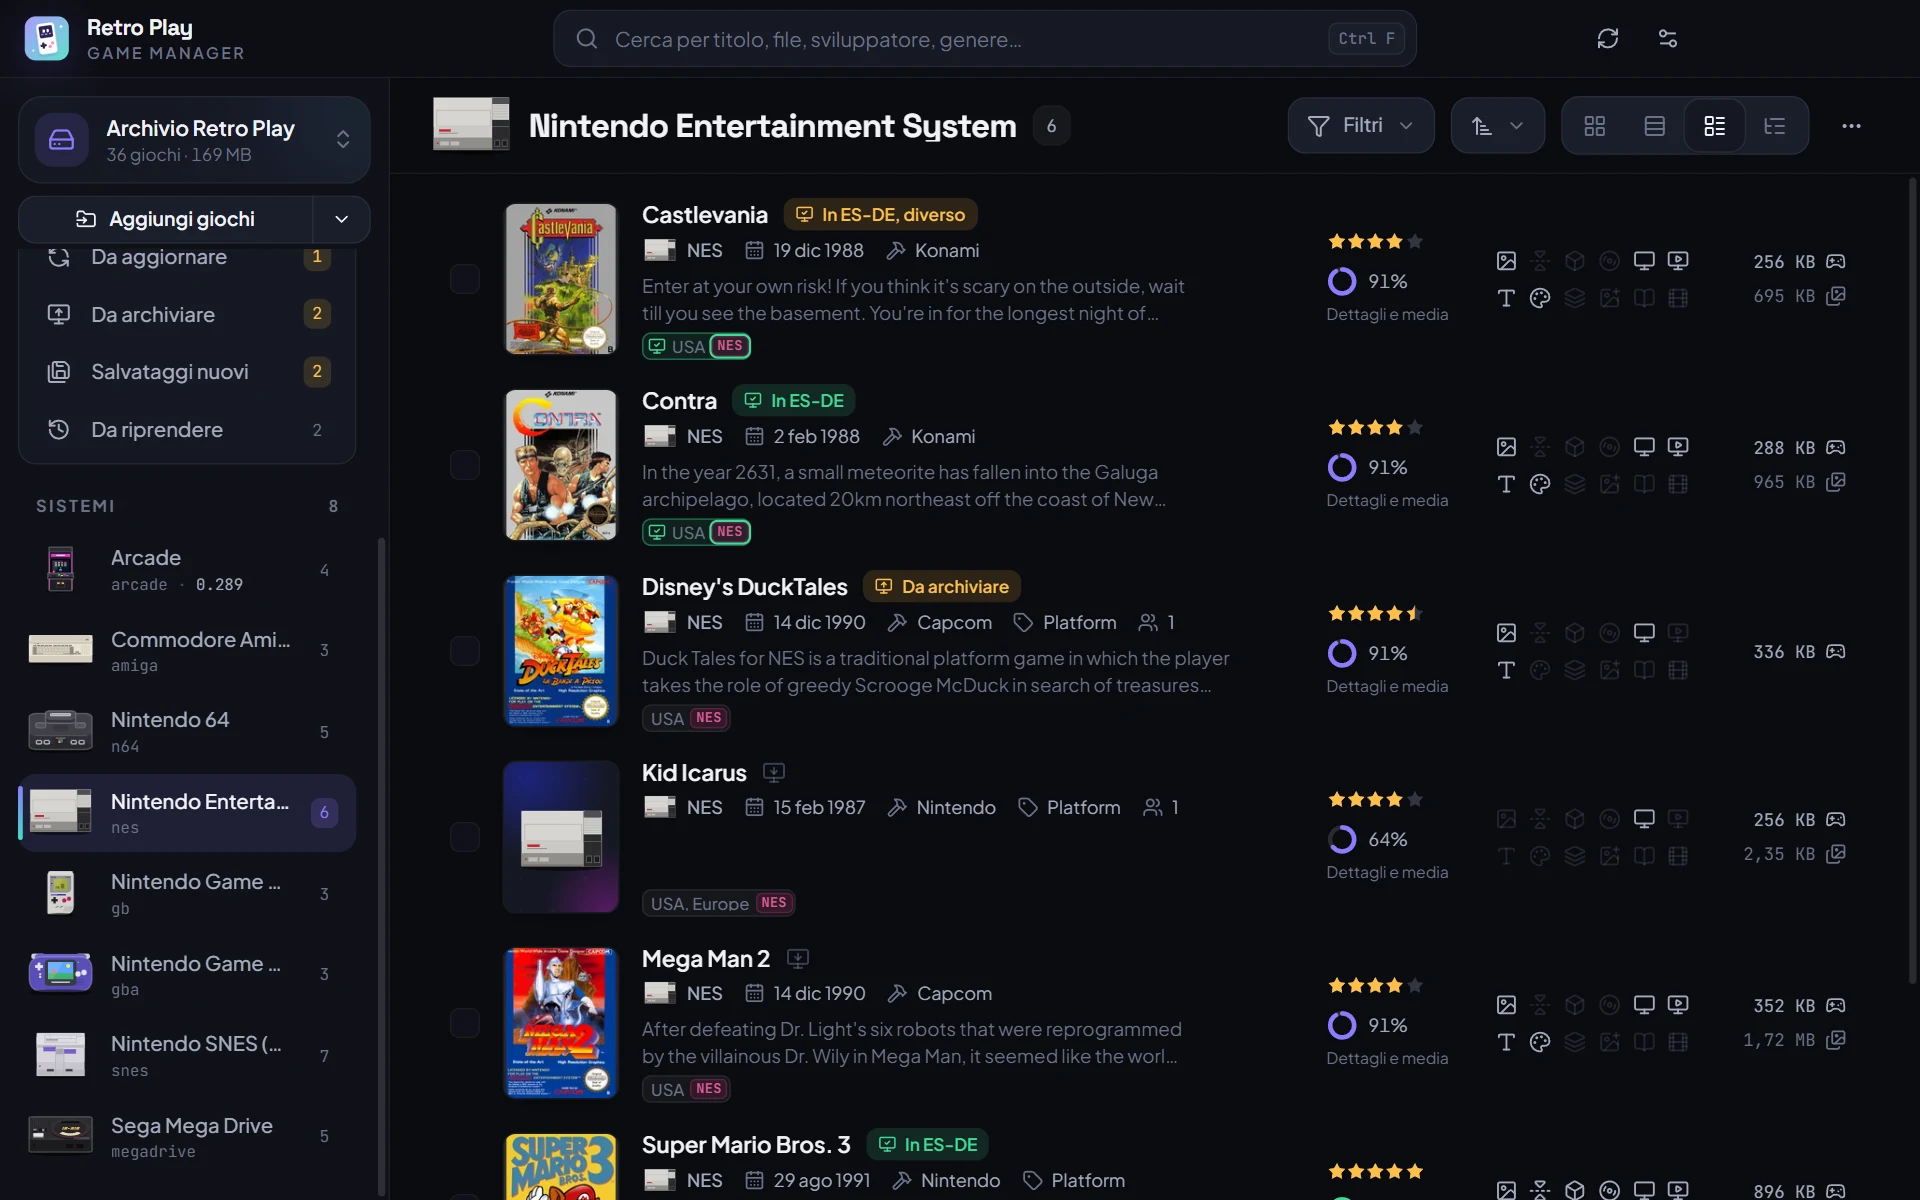 Retro Play
GAME MANAGER
Cerca per titolo, file, sviluppatore, genere…
Ctrl F
Archivio Retro Play
36 giochi · 169 MB
Aggiungi giochi
Da aggiornare 1
Da archiviare 2
Salvataggi nuovi 2
Da riprendere 2
SISTEMI 8
Arcade
arcade · 0.289
4
Commodore Ami…
amiga
3
Nintendo 64
n64
5
Nintendo Enterta…
nes
6
Nintendo Game …
gb
3
Nintendo Game …
gba
3
Nintendo SNES (…
snes
7
Sega Mega Drive
megadrive
5
Nintendo Entertainment System 6
Filtri
Castlevania In ES-DE, diverso
NES 19 dic 1988 Konami
Enter at your own risk! If you think it's scary on the outside, wait
till you see the basement. You're in for the longest night of…
USA NES
91%
Dettagli e media
256 KB
695 KB
Contra In ES-DE
NES 2 feb 1988 Konami
In the year 2631, a small meteorite has fallen into the Galuga
archipelago, located 20km northeast off the coast of New…
USA NES
91%
Dettagli e media
288 KB
965 KB
Disney's DuckTales Da archiviare
NES 14 dic 1990 Capcom Platform 1
Duck Tales for NES is a traditional platform game in which the player
takes the role of greedy Scrooge McDuck in search of treasures…
USA NES
91%
Dettagli e media
336 KB
Kid Icarus
NES 15 feb 1987 Nintendo Platform 1
USA, Europe NES
64%
Dettagli e media
256 KB
2,35 KB
Mega Man 2
NES 14 dic 1990 Capcom
After defeating Dr. Light's six robots that were reprogrammed
by the villainous Dr. Wily in Mega Man, it seemed like the worl…
USA NES
91%
Dettagli e media
352 KB
1,72 MB
Super Mario Bros. 3 In ES-DE
NES 29 ago 1991 Nintendo Platform
896 KB
KONAMI
Castlevania
KONAMI
CONTRA
CAPCOM
DUCKTALES
CAPCOM
MEGA
MAN 2
SUPER
MARIO 3
BROS.